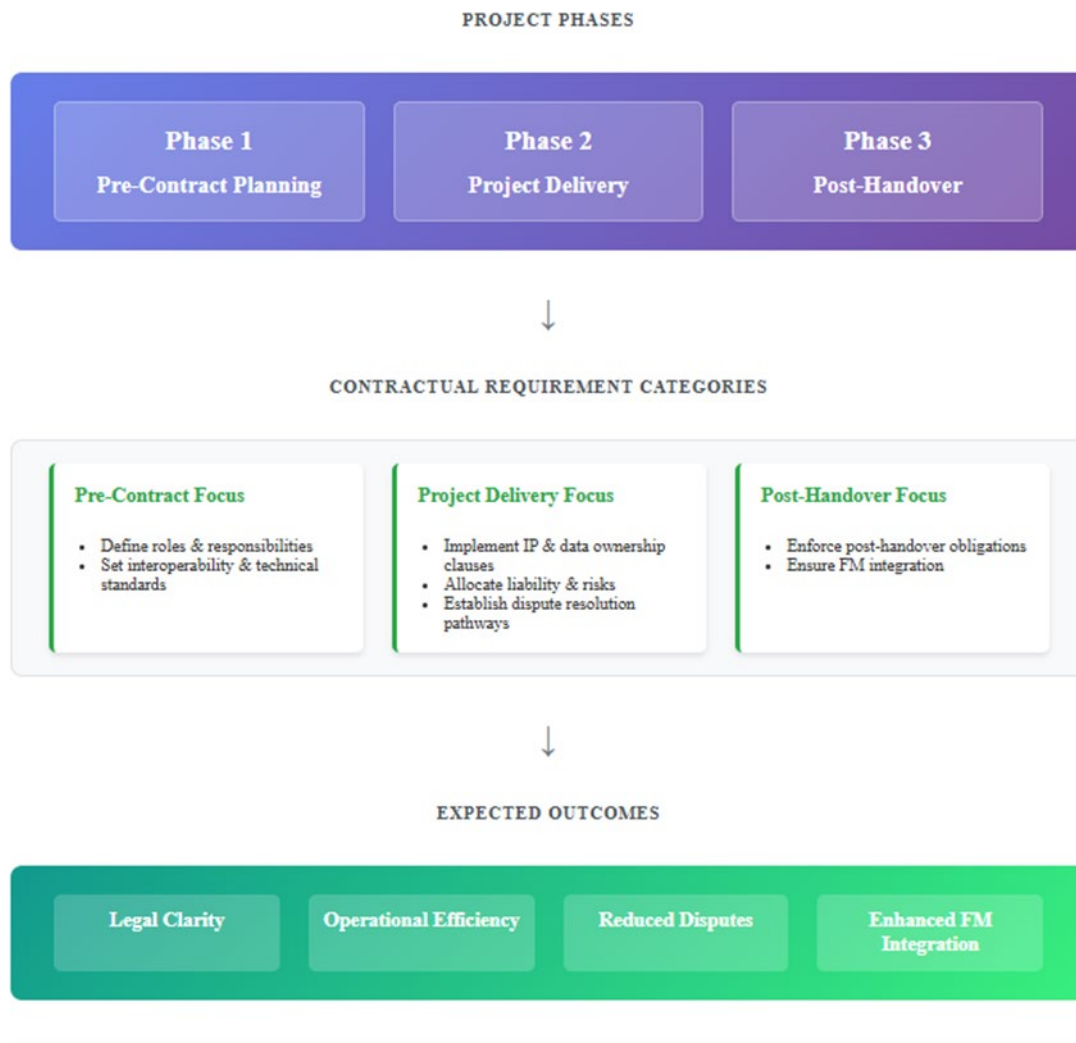 PROJECT PHASES
Phase 1
Pre-Contract Planning
Phase 2
Project Delivery
Phase 3
Post-Handover
↓
CONTRACTUAL REQUIREMENT CATEGORIES
Pre-Contract Focus
• Define roles & responsibilities
• Set interoperability & technical
standards
Project Delivery Focus
• Implement IP & data ownership
clauses
• Allocate liability & risks
• Establish dispute resolution
pathways
Post-Handover Focus
• Enforce post-handover obligations
• Ensure FM integration
↓
EXPECTED OUTCOMES
Legal Clarity
Operational Efficiency
Reduced Disputes
Enhanced FM
Integration